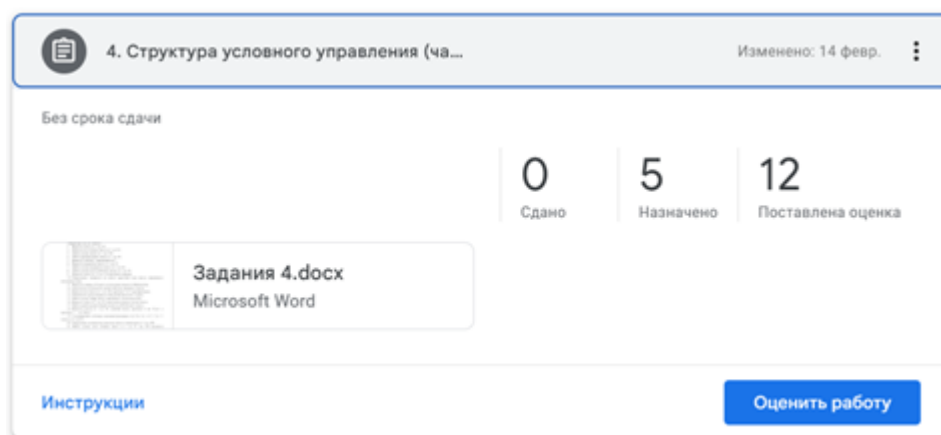 4. Структура условного управления (ча...
Изменено: 14 февр.
Без срока сдачи
0
Сдано
5
Назначено
12
Поставлена оценка
Задания 4.docx
Microsoft Word
Инструкции
Оценить работу